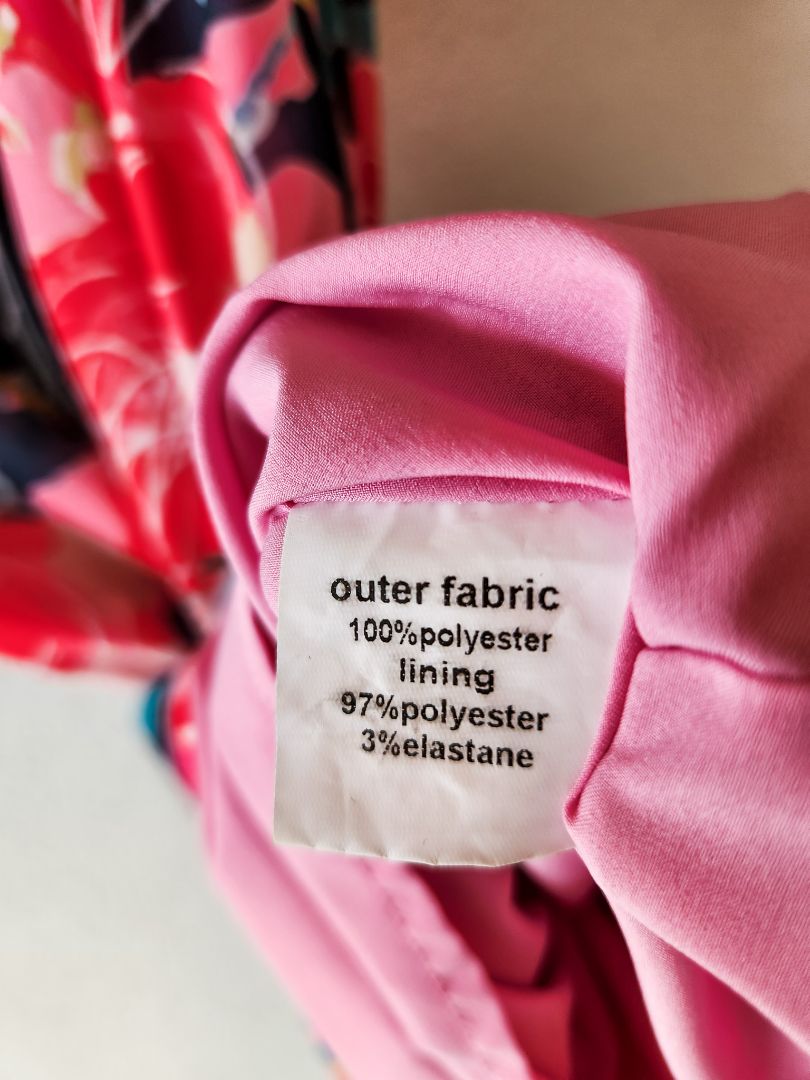 outer fabric
100%polyester
lining
97%polyester
3%elastane